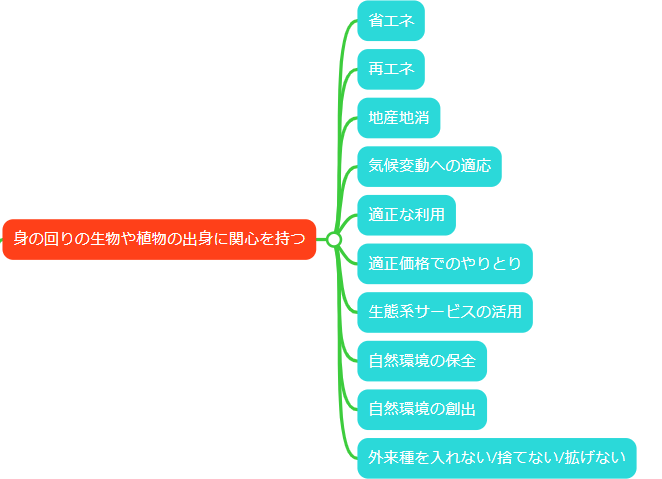 省エネ
再エネ
地産地消
気候変動への適応
適正な利用
身の回りの生物や植物の出身に関心を持つ
適正価格でのやりとり
生態系サービスの活用
自然環境の保全
自然環境の創出
外来種を入れない/捨てない/拡げない